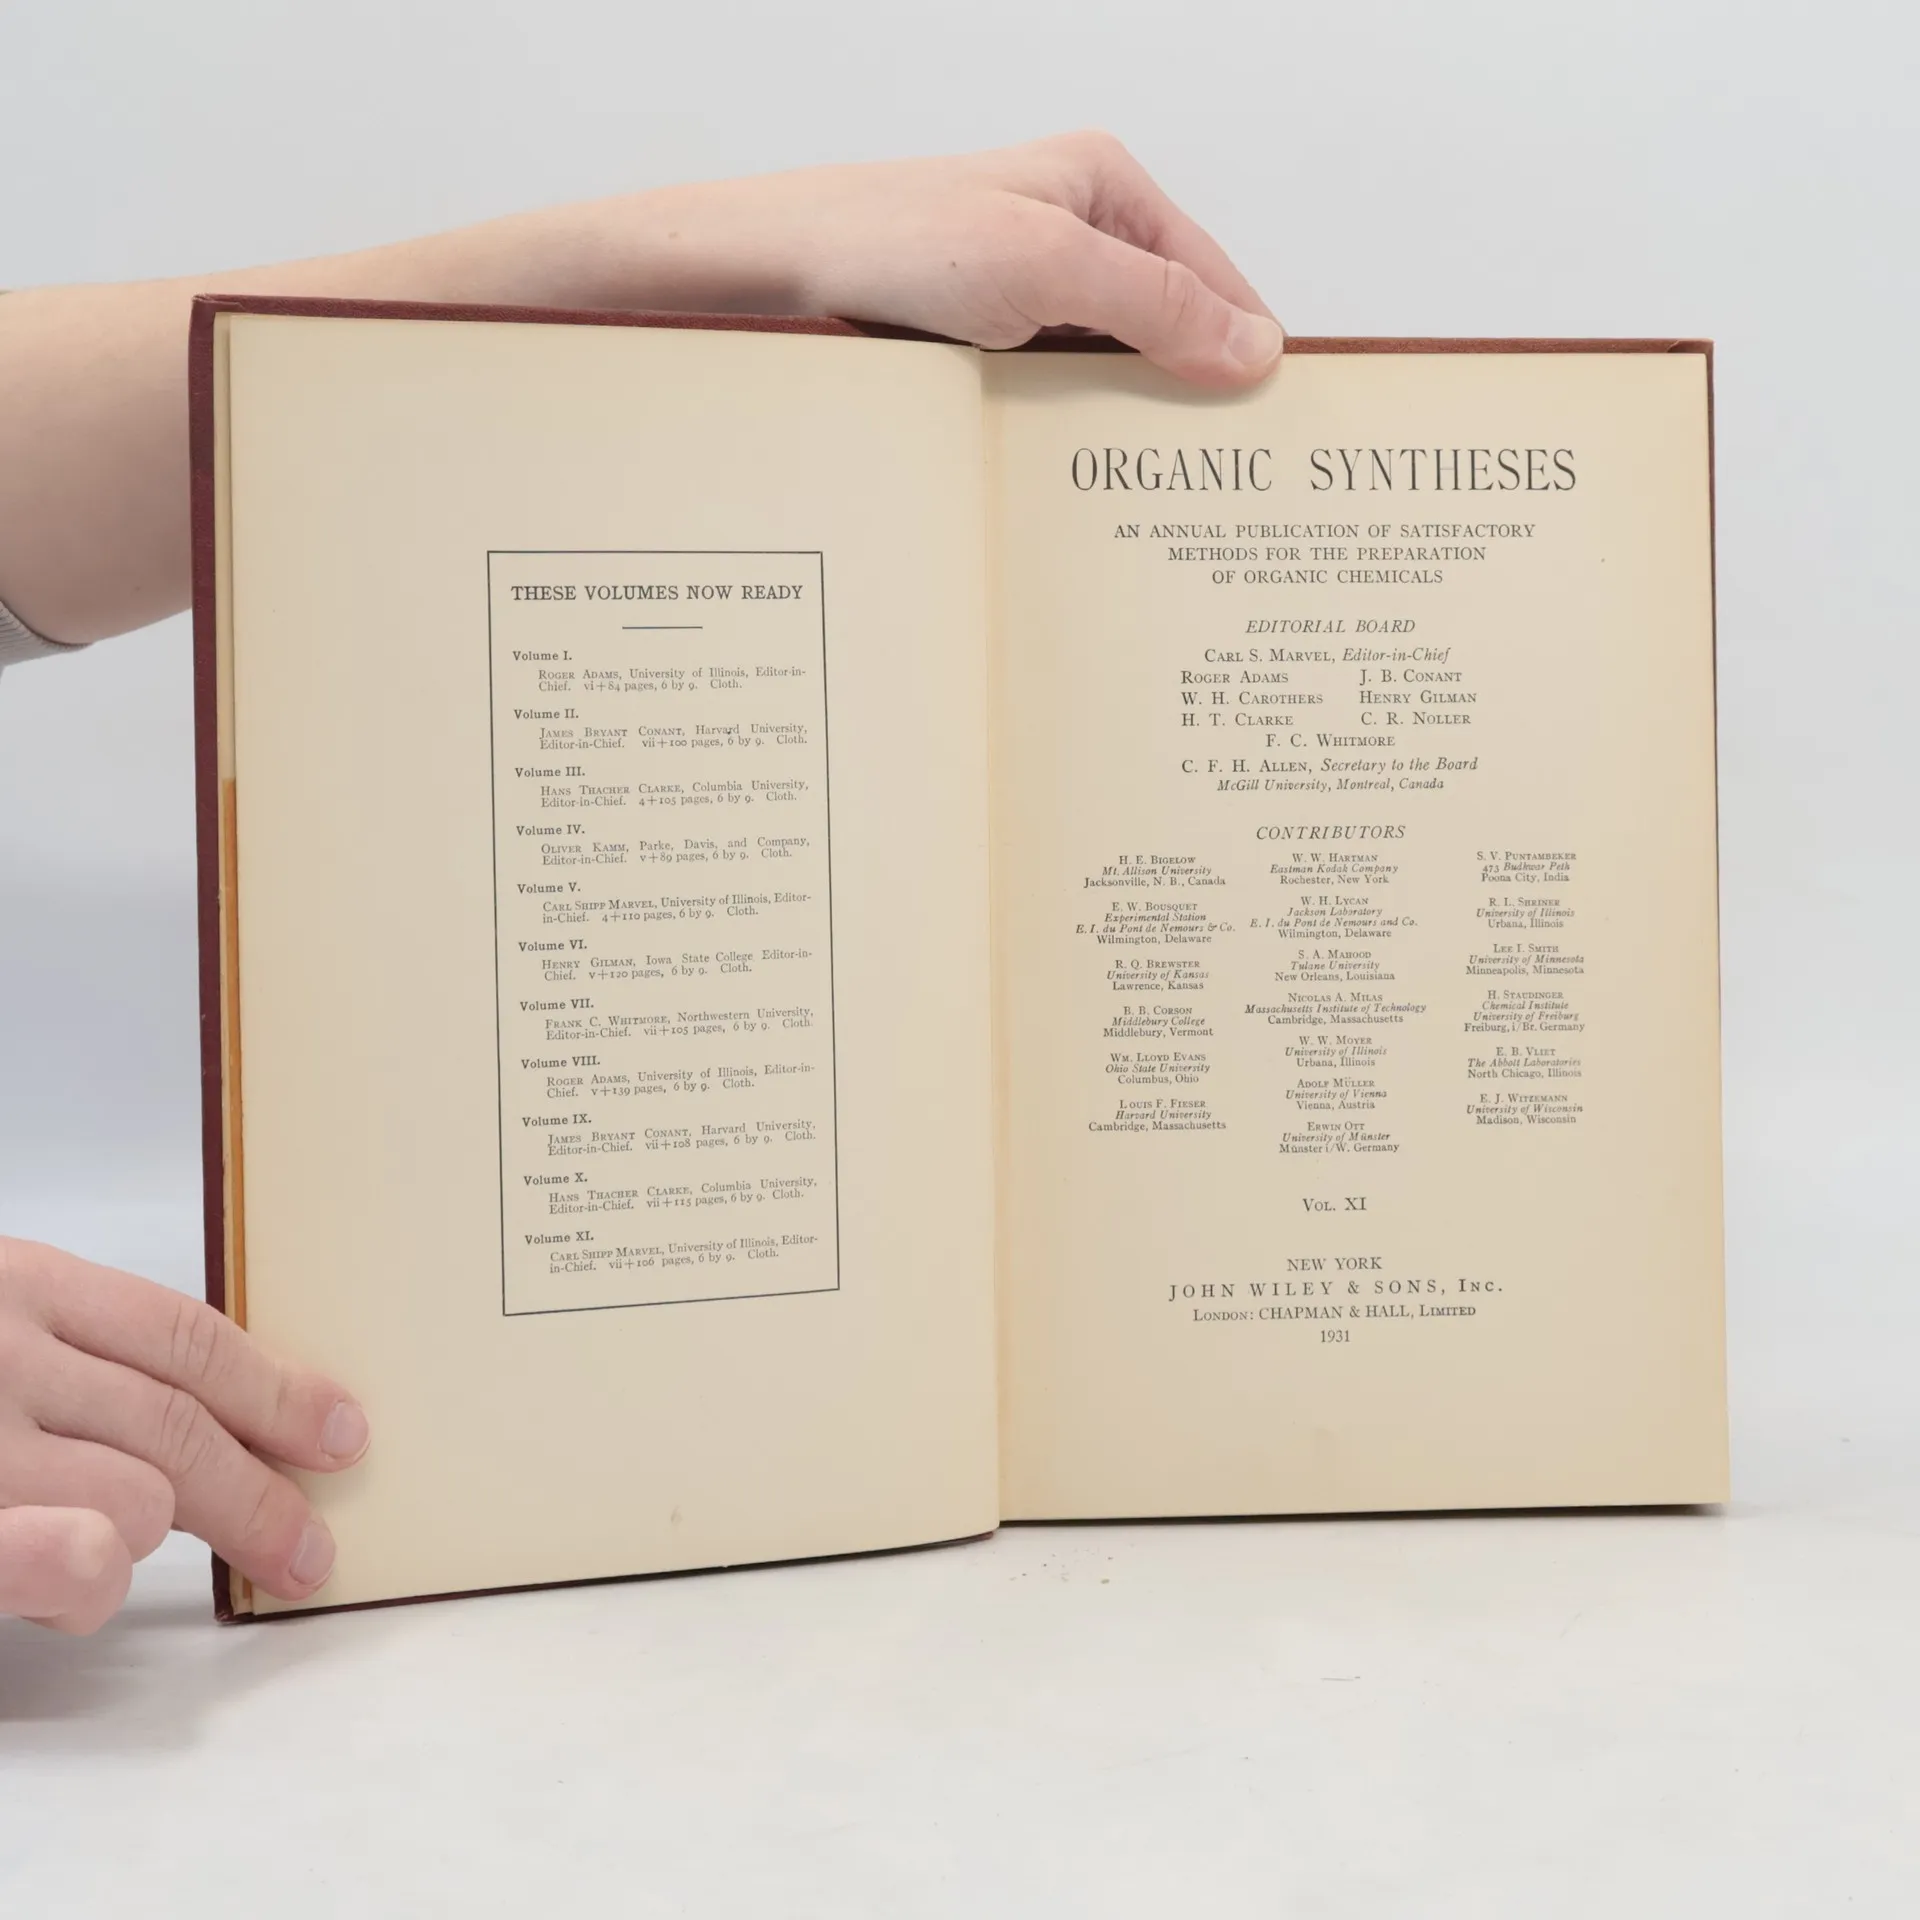 THESE VOLUMES NOW READY
Volume I.
ROGER ADAMS, University of Illinois, Editor-in-
Chief. vi+84 pages, 6 by 9. Cloth.
Volume II.
JAMES BRYANT CONANT, Harvard University,
Editor-in-Chief. vii+100 pages, 6 by 9. Cloth.
Volume III.
HANS THACHER CLARKE, Columbia University,
Editor-in-Chief. 4+105 pages, 6 by 9. Cloth.
Volume IV.
OLIVER KAMM, Parke, Davis, and Company,
Editor-in-Chief. v+89 pages, 6 by 9. Cloth.
Volume V.
CARL SHIPP MARVEL, University of Illinois, Editor-
in-Chief. 4+110 pages, 6 by 9. Cloth.
Volume VI.
HENRY GILMAN, Iowa State College Editor-in-
Chief. v+120 pages, 6 by 9. Cloth.
Volume VII.
FRANK C. WHITMORE, Northwestern University,
Editor-in-Chief. vii+105 pages, 6 by 9. Cloth.
Volume VIII.
ROGER ADAMS, University of Illinois, Editor-in-
Chief. v+139 pages, 6 by 9. Cloth.
Volume IX.
JAMES BRYANT CONANT, Harvard University,
Editor-in-Chief. vii+108 pages, 6 by 9. Cloth.
Volume X.
HANS THACHER CLARKE, Columbia University,
Editor-in-Chief. vii+115 pages, 6 by 9. Cloth.
Volume XI.
CARL SHIPP MARVEL, University of Illinois, Editor-
in-Chief. vii+106 pages, 6 by 9. Cloth.
ORGANIC SYNTHESES
AN ANNUAL PUBLICATION OF SATISFACTORY
METHODS FOR THE PREPARATION
OF ORGANIC CHEMICALS
EDITORIAL BOARD
CARL S. MARVEL, Editor-in-Chief
ROGER ADAMS J. B. CONANT
W. H. CAROTHERS HENRY GILMAN
H. T. CLARKE C. R. NOLLER
F. C. WHITMORE
C. F. H. ALLEN, Secretary to the Board
McGill University, Montreal, Canada
CONTRIBUTORS
H. E. BIGELOW
Mt. Allison University
Jacksonville, N. B., Canada
E. W. BOUSQUET
Experimental Station
E. I. du Pont de Nemours & Co.
Wilmington, Delaware
R. Q. BREWSTER
University of Kansas
Lawrence, Kansas
B. B. CORSON
Middlebury College
Middlebury, Vermont
WM. LLOYD EVANS
Ohio State University
Columbus, Ohio
LOUIS F. FIESER
Harvard University
Cambridge, Massachusetts
W. W. HARTMAN
Eastman Kodak Company
Rochester, New York
W. H. LYCAN
Jackson Laboratory
E. I. du Pont de Nemours and Co.
Wilmington, Delaware
S. A. MAHOOD
Tulane University
New Orleans, Louisiana
NICOLAS A. MILAS
Massachusetts Institute of Technology
Cambridge, Massachusetts
W. W. MOYER
University of Illinois
Urbana, Illinois
ADOLF MÜLLER
University of Vienna
Vienna, Austria
ERWIN OTT
University of Münster
Münster i/W. Germany
S. V. PUNTAMBEKER
473 Budhwar Peth
Poona City, India
R. L. SHRINER
University of Illinois
Urbana, Illinois
LEE I. SMITH
University of Minnesota
Minneapolis, Minnesota
H. STAUDINGER
Chemical Institute
University of Freiburg
Freiburg, i/Br. Germany
E. B. VLIET
The Abbott Laboratories
North Chicago, Illinois
E. J. WITZEMANN
University of Wisconsin
Madison, Wisconsin
VOL. XI
NEW YORK
JOHN WILEY & SONS, INC.
LONDON: CHAPMAN & HALL, LIMITED
1931